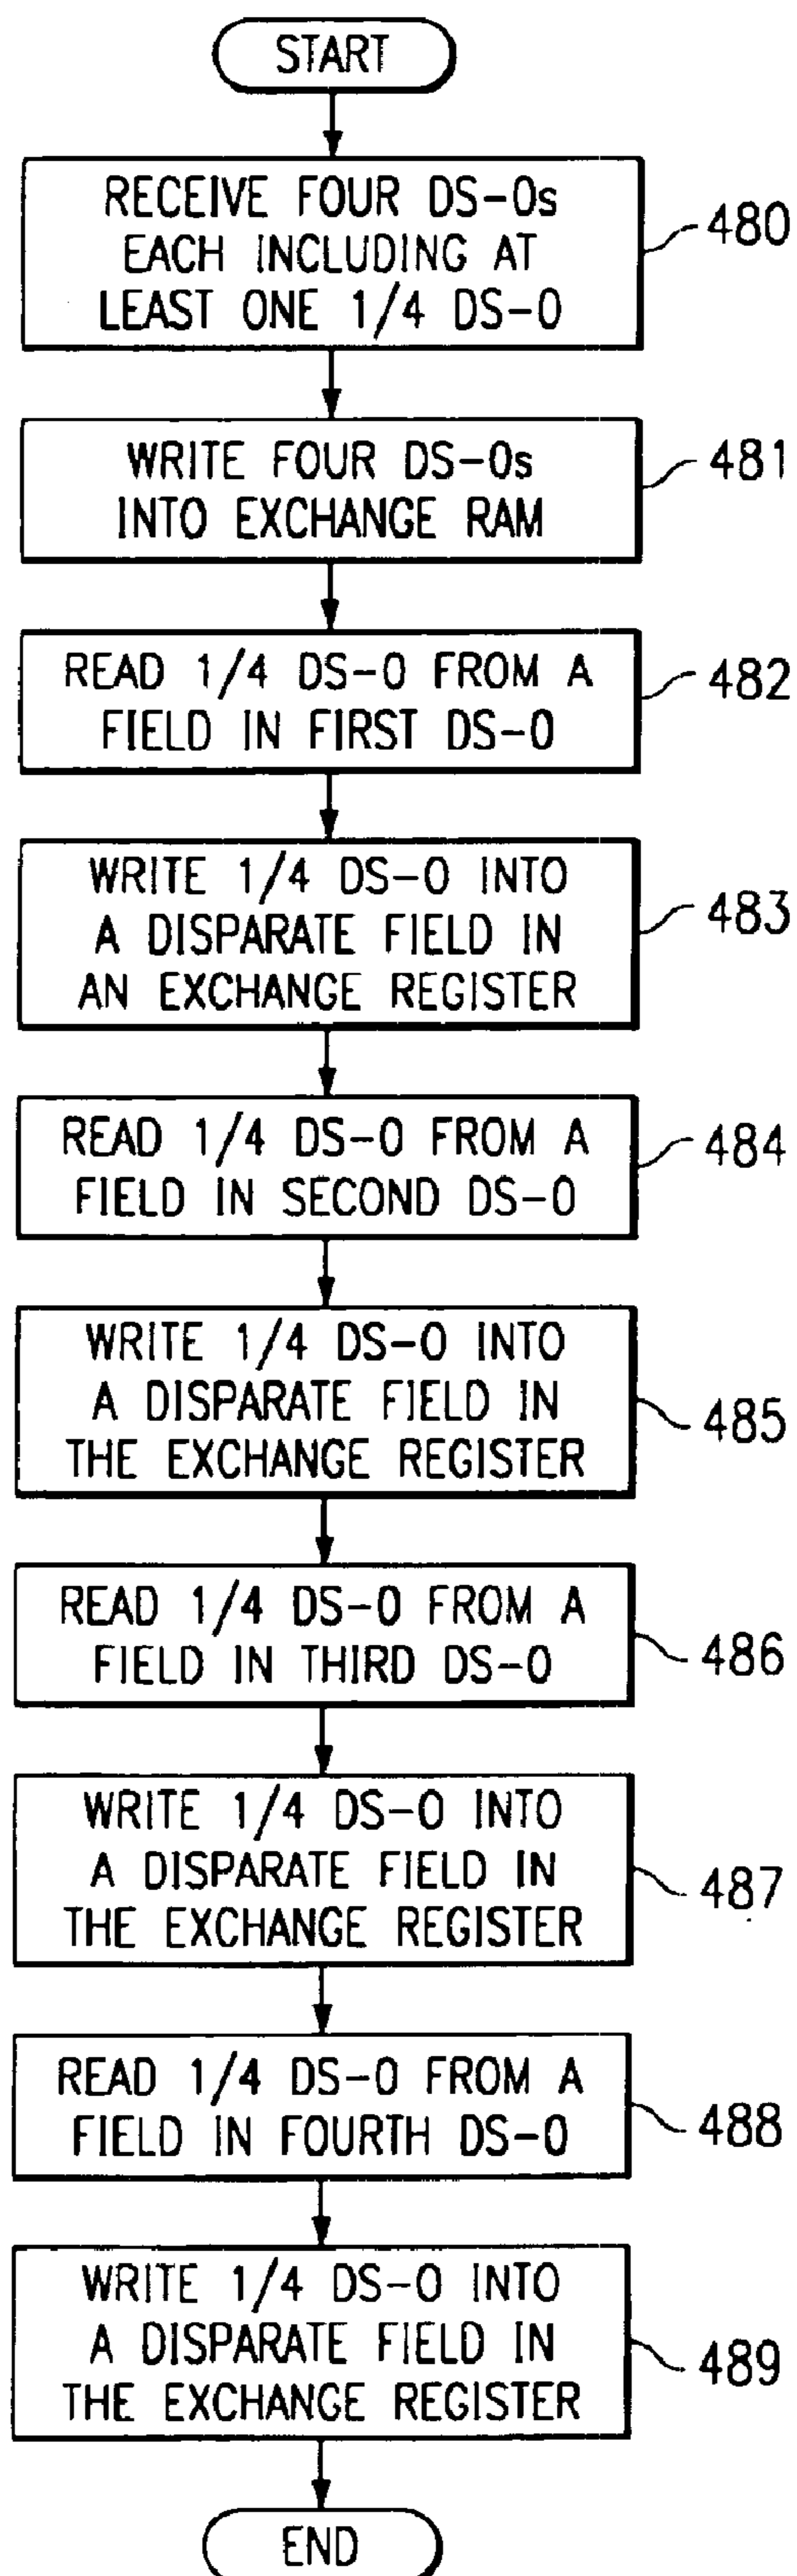 START
RECEIVE FOUR DS-0s
EACH INCLUDING AT
LEAST ONE 1/4 DS-0
480
WRITE FOUR DS-0s
INTO EXCHANGE RAM
481
READ 1/4 DS-0 FROM A
FIELD IN FIRST DS-0
482
WRITE 1/4 DS-0 INTO
A DISPARATE FIELD IN
AN EXCHANGE REGISTER
483
READ 1/4 DS-0 FROM A
FIELD IN SECOND DS-0
484
WRITE 1/4 DS-0 INTO
A DISPARATE FIELD IN
THE EXCHANGE REGISTER
485
READ 1/4 DS-0 FROM A
FIELD IN THIRD DS-0
486
WRITE 1/4 DS-0 INTO
A DISPARATE FIELD IN
THE EXCHANGE REGISTER
487
READ 1/4 DS-0 FROM A
FIELD IN FOURTH DS-0
488
WRITE 1/4 DS-0 INTO
A DISPARATE FIELD IN
THE EXCHANGE REGISTER
489
END